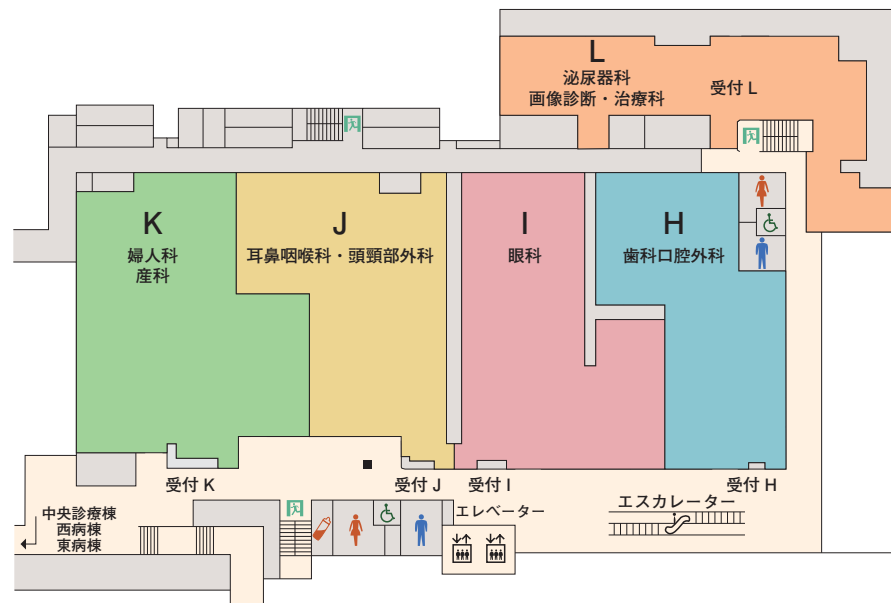 L
泌尿器科
画像診断・治療科
受付 L
K
婦人科
産科
J
耳鼻咽喉科・頭頸部外科
I
眼科
H
歯科口腔外科
受付 K
受付 J
受付 I
受付 H
エスカレーター
エレベーター
中央診療棟
西病棟
東病棟